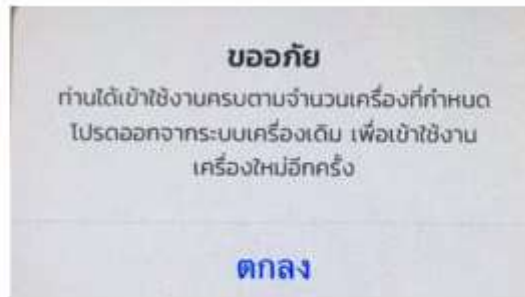 ขออภัย
ท่านได้เข้าใช้งานครบตามจำนวนเครื่องที่กำหนด
โปรดออกจากระบบเครื่องเดิม เพื่อเข้าใช้งาน
เครื่องใหม่อีกครั้ง
ตกลง